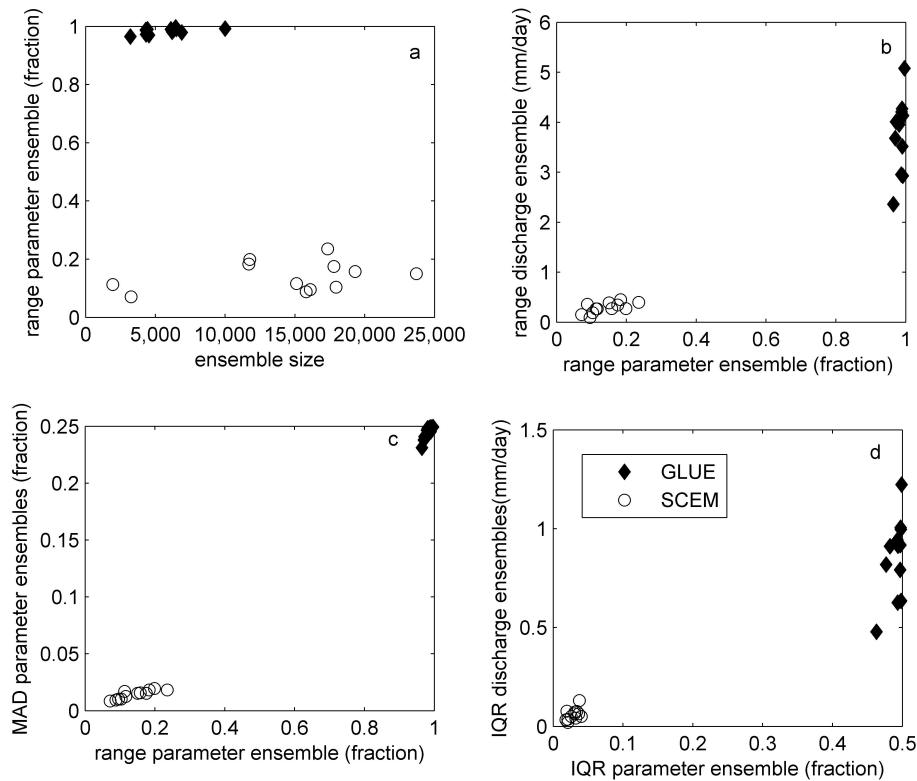 1
0.8
0.6
0.4
0.2
0
range parameter ensemble (fraction)
a
0 5,000 10,000 15,000 20,000 25,000
ensemble size
6
5
4
3
2
1
0
range discharge ensemble (mm/day)
b
0 0.2 0.4 0.6 0.8 1
range parameter ensemble (fraction)
0.25
0.2
0.15
0.1
0.05
0
MAD parameter ensembles (fraction)
c
0 0.2 0.4 0.6 0.8 1
range parameter ensemble (fraction)
1.5
1
0.5
0
IQR discharge ensembles(mm/day)
d
GLUE
SCEM
0 0.1 0.2 0.3 0.4 0.5
IQR parameter ensemble (fraction)